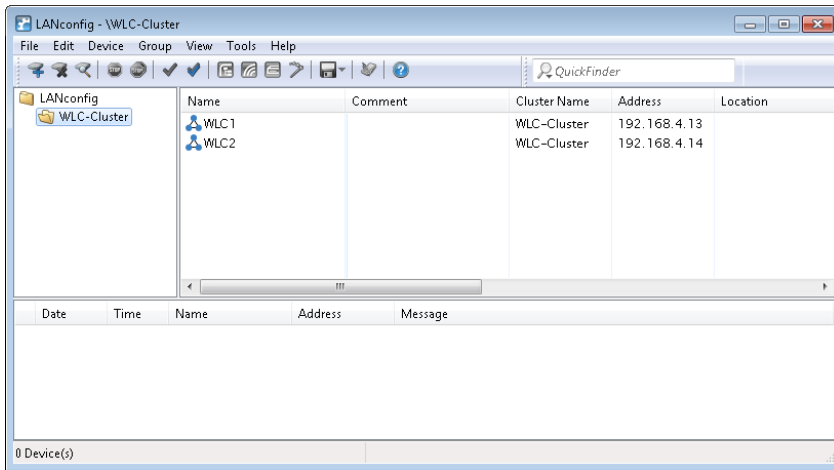 LANconfig - \WLC-Cluster
File Edit Device Group View Tools Help
QuickFinder
LANconfig
WLC-Cluster
Name Comment Cluster Name Address Location
WLC1 WLC-Cluster 192.168.4.13
WLC2 WLC-Cluster 192.168.4.14
Date Time Name Address Message
0 Device(s)